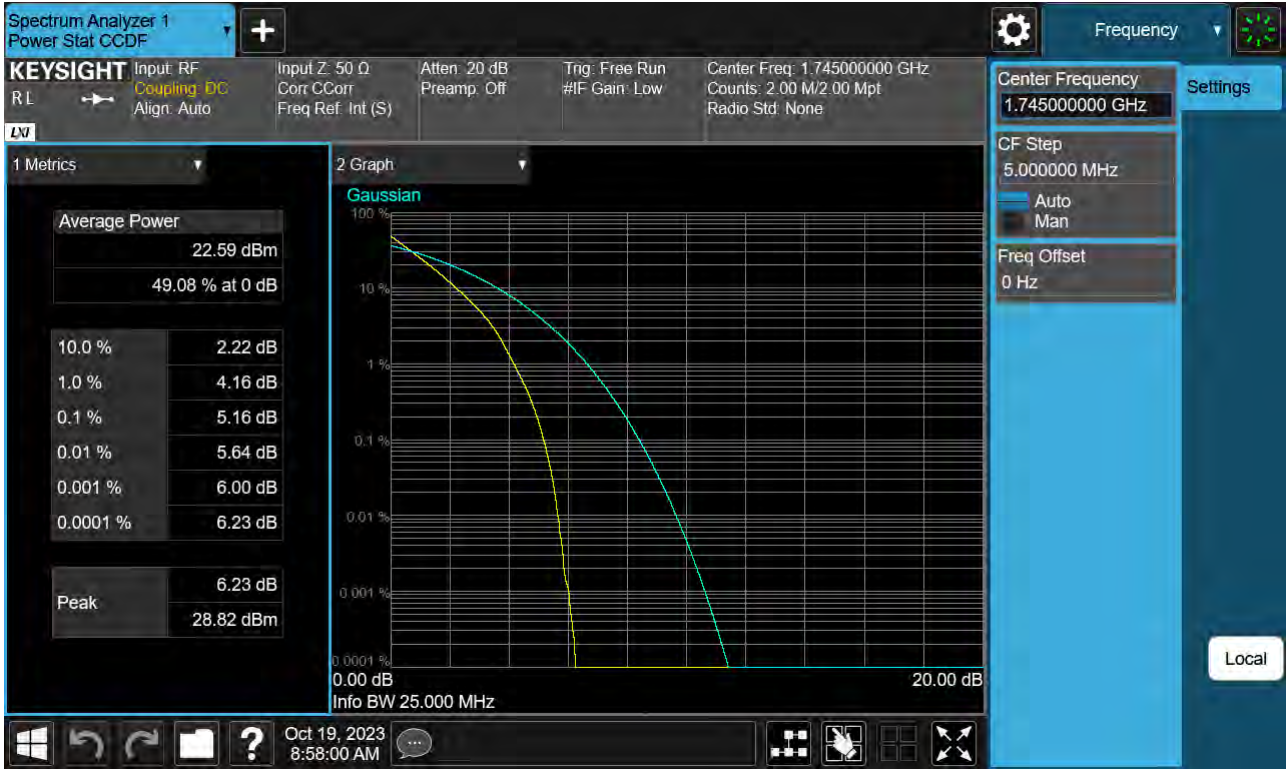 Spectrum Analyzer 1
Power Stat CCDF
+
Frequency
KEYSIGHT
R L
LXI
Input: RF
Coupling: DC
Align: Auto
Input Z: 50 Ω
Corr CCorr
Freq Ref: Int (S)
Atten: 20 dB
Preamp: Off
Trig: Free Run
#IF Gain: Low
Center Freq: 1.745000000 GHz
Counts: 2.00 M/2.00 Mpt
Radio Std: None
Center Frequency
1.745000000 GHz
Settings
CF Step
5.000000 MHz
Auto
Man
Freq Offset
0 Hz
Local
1 Metrics
Average Power
22.59 dBm
49.08 % at 0 dB
10.0 % 2.22 dB
1.0 % 4.16 dB
0.1 % 5.16 dB
0.01 % 5.64 dB
0.001 % 6.00 dB
0.0001 % 6.23 dB
Peak
6.23 dB
28.82 dBm
2 Graph
Gaussian
100 %
10 %
1 %
0.1 %
0.01 %
0.001 %
0.0001 %
0.00 dB 20.00 dB
Info BW 25.000 MHz
?
Oct 19, 2023
8:58:00 AM